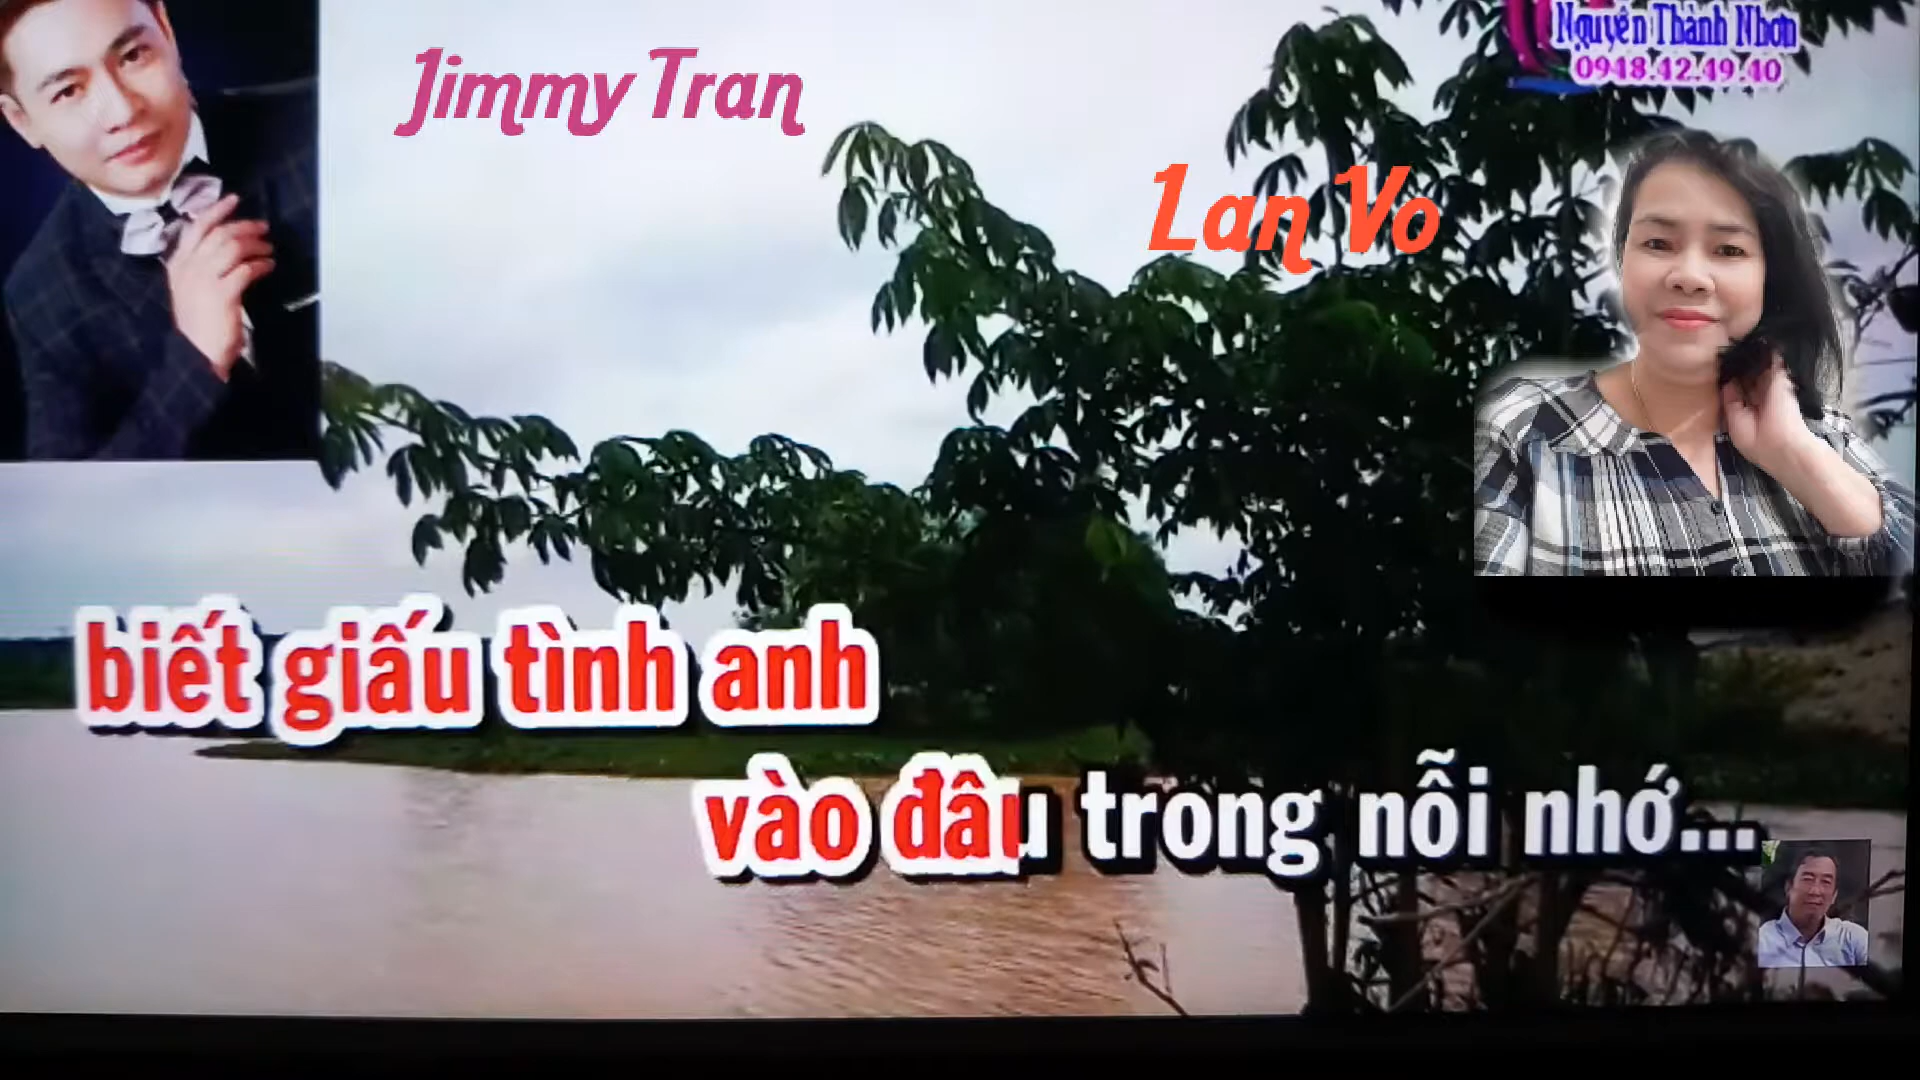 Nguyễn Thành Nhơn
0948.42.49.40
Jimmy Tran
Lan Vo
biết giấu tình anh
vào đâu trong nỗi nhớ...